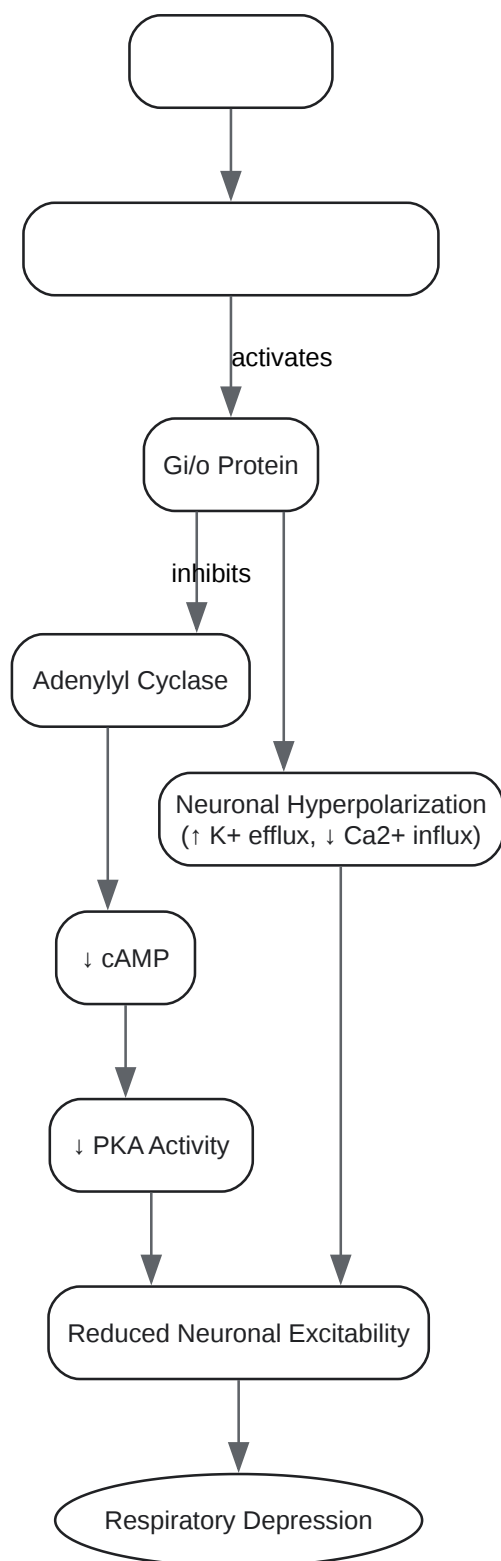 activates
Gi/o Protein
inhibits
Adenylyl Cyclase
Neuronal Hyperpolarization
(↑ K+ efflux, ↓ Ca2+ influx)
↓ cAMP
↓ PKA Activity
Reduced Neuronal Excitability
Respiratory Depression